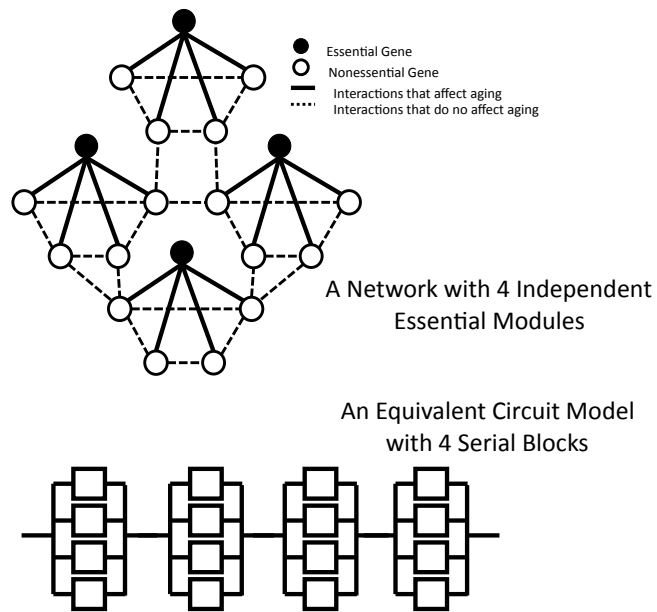 Essential Gene
Nonessential Gene
Interactions that affect aging
Interactions that do no affect aging
A Network with 4 Independent
Essential Modules
An Equivalent Circuit Model
with 4 Serial Blocks